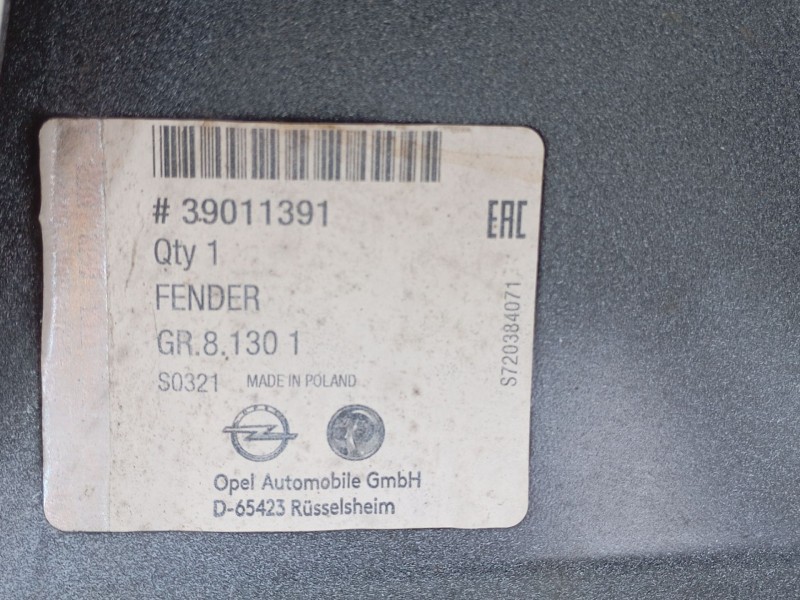 # 39011391
EAC
Qty 1
FENDER
GR.8.130 1
S0321 MADE IN POLAND
S720384071
Opel Automobile GmbH
D-65423 Rüsselsheim